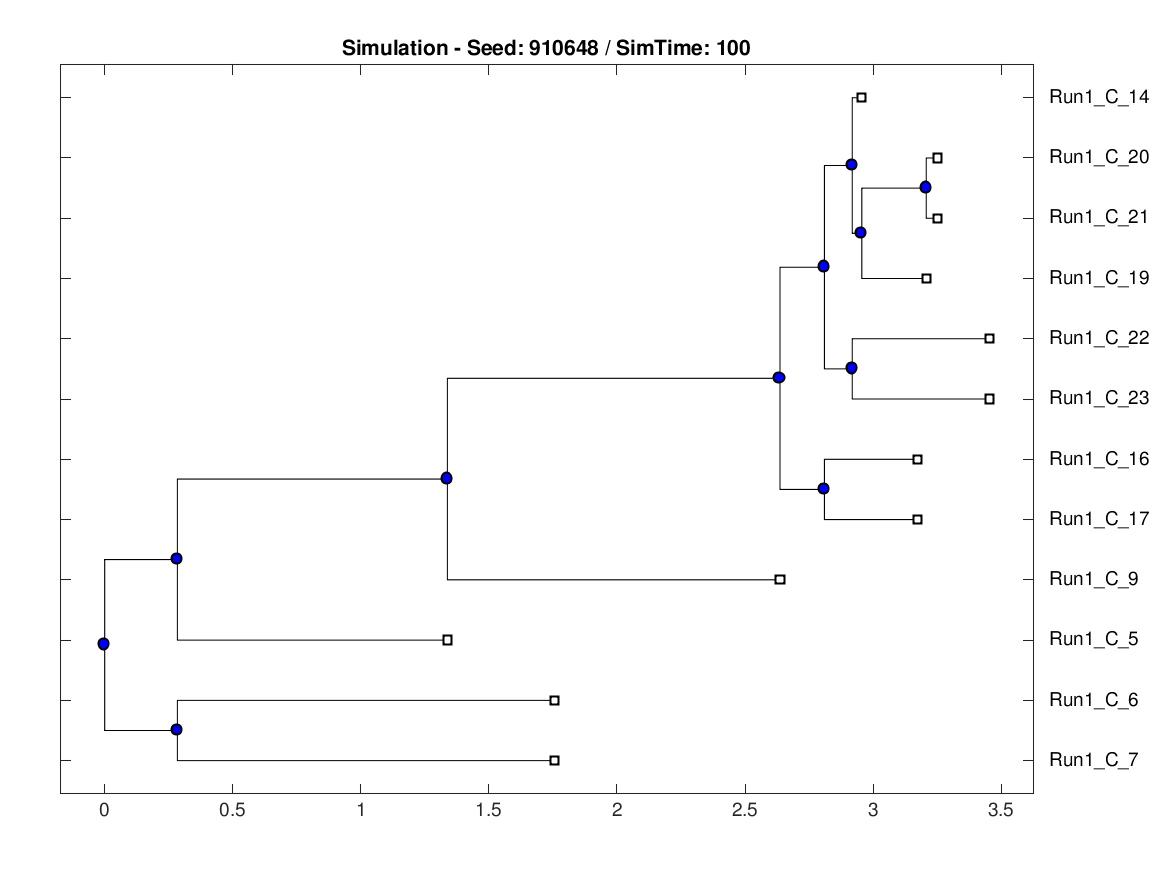 Simulation - Seed: 910648 / SimTime: 100
Run1_C_14
Run1_C_20
Run1_C_21
Run1_C_19
Run1_C_22
Run1_C_23
Run1_C_16
Run1_C_17
Run1_C_9
Run1_C_5
Run1_C_6
Run1_C_7
0 0.5 1 1.5 2 2.5 3 3.5